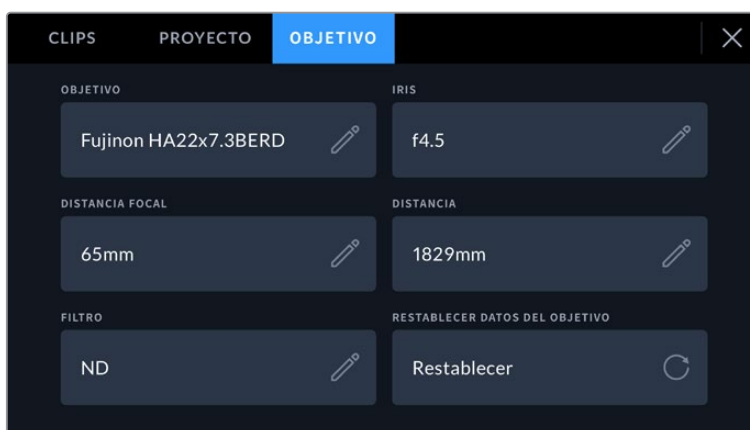 CLIPS PROYECTO OBJETIVO
OBJETIVO IRIS
Fujinon HA22x7.3BERD f4.5
DISTANCIA FOCAL DISTANCIA
65mm 1829mm
FILTRO RESTABLECER DATOS DEL OBJETIVO
ND Restablecer